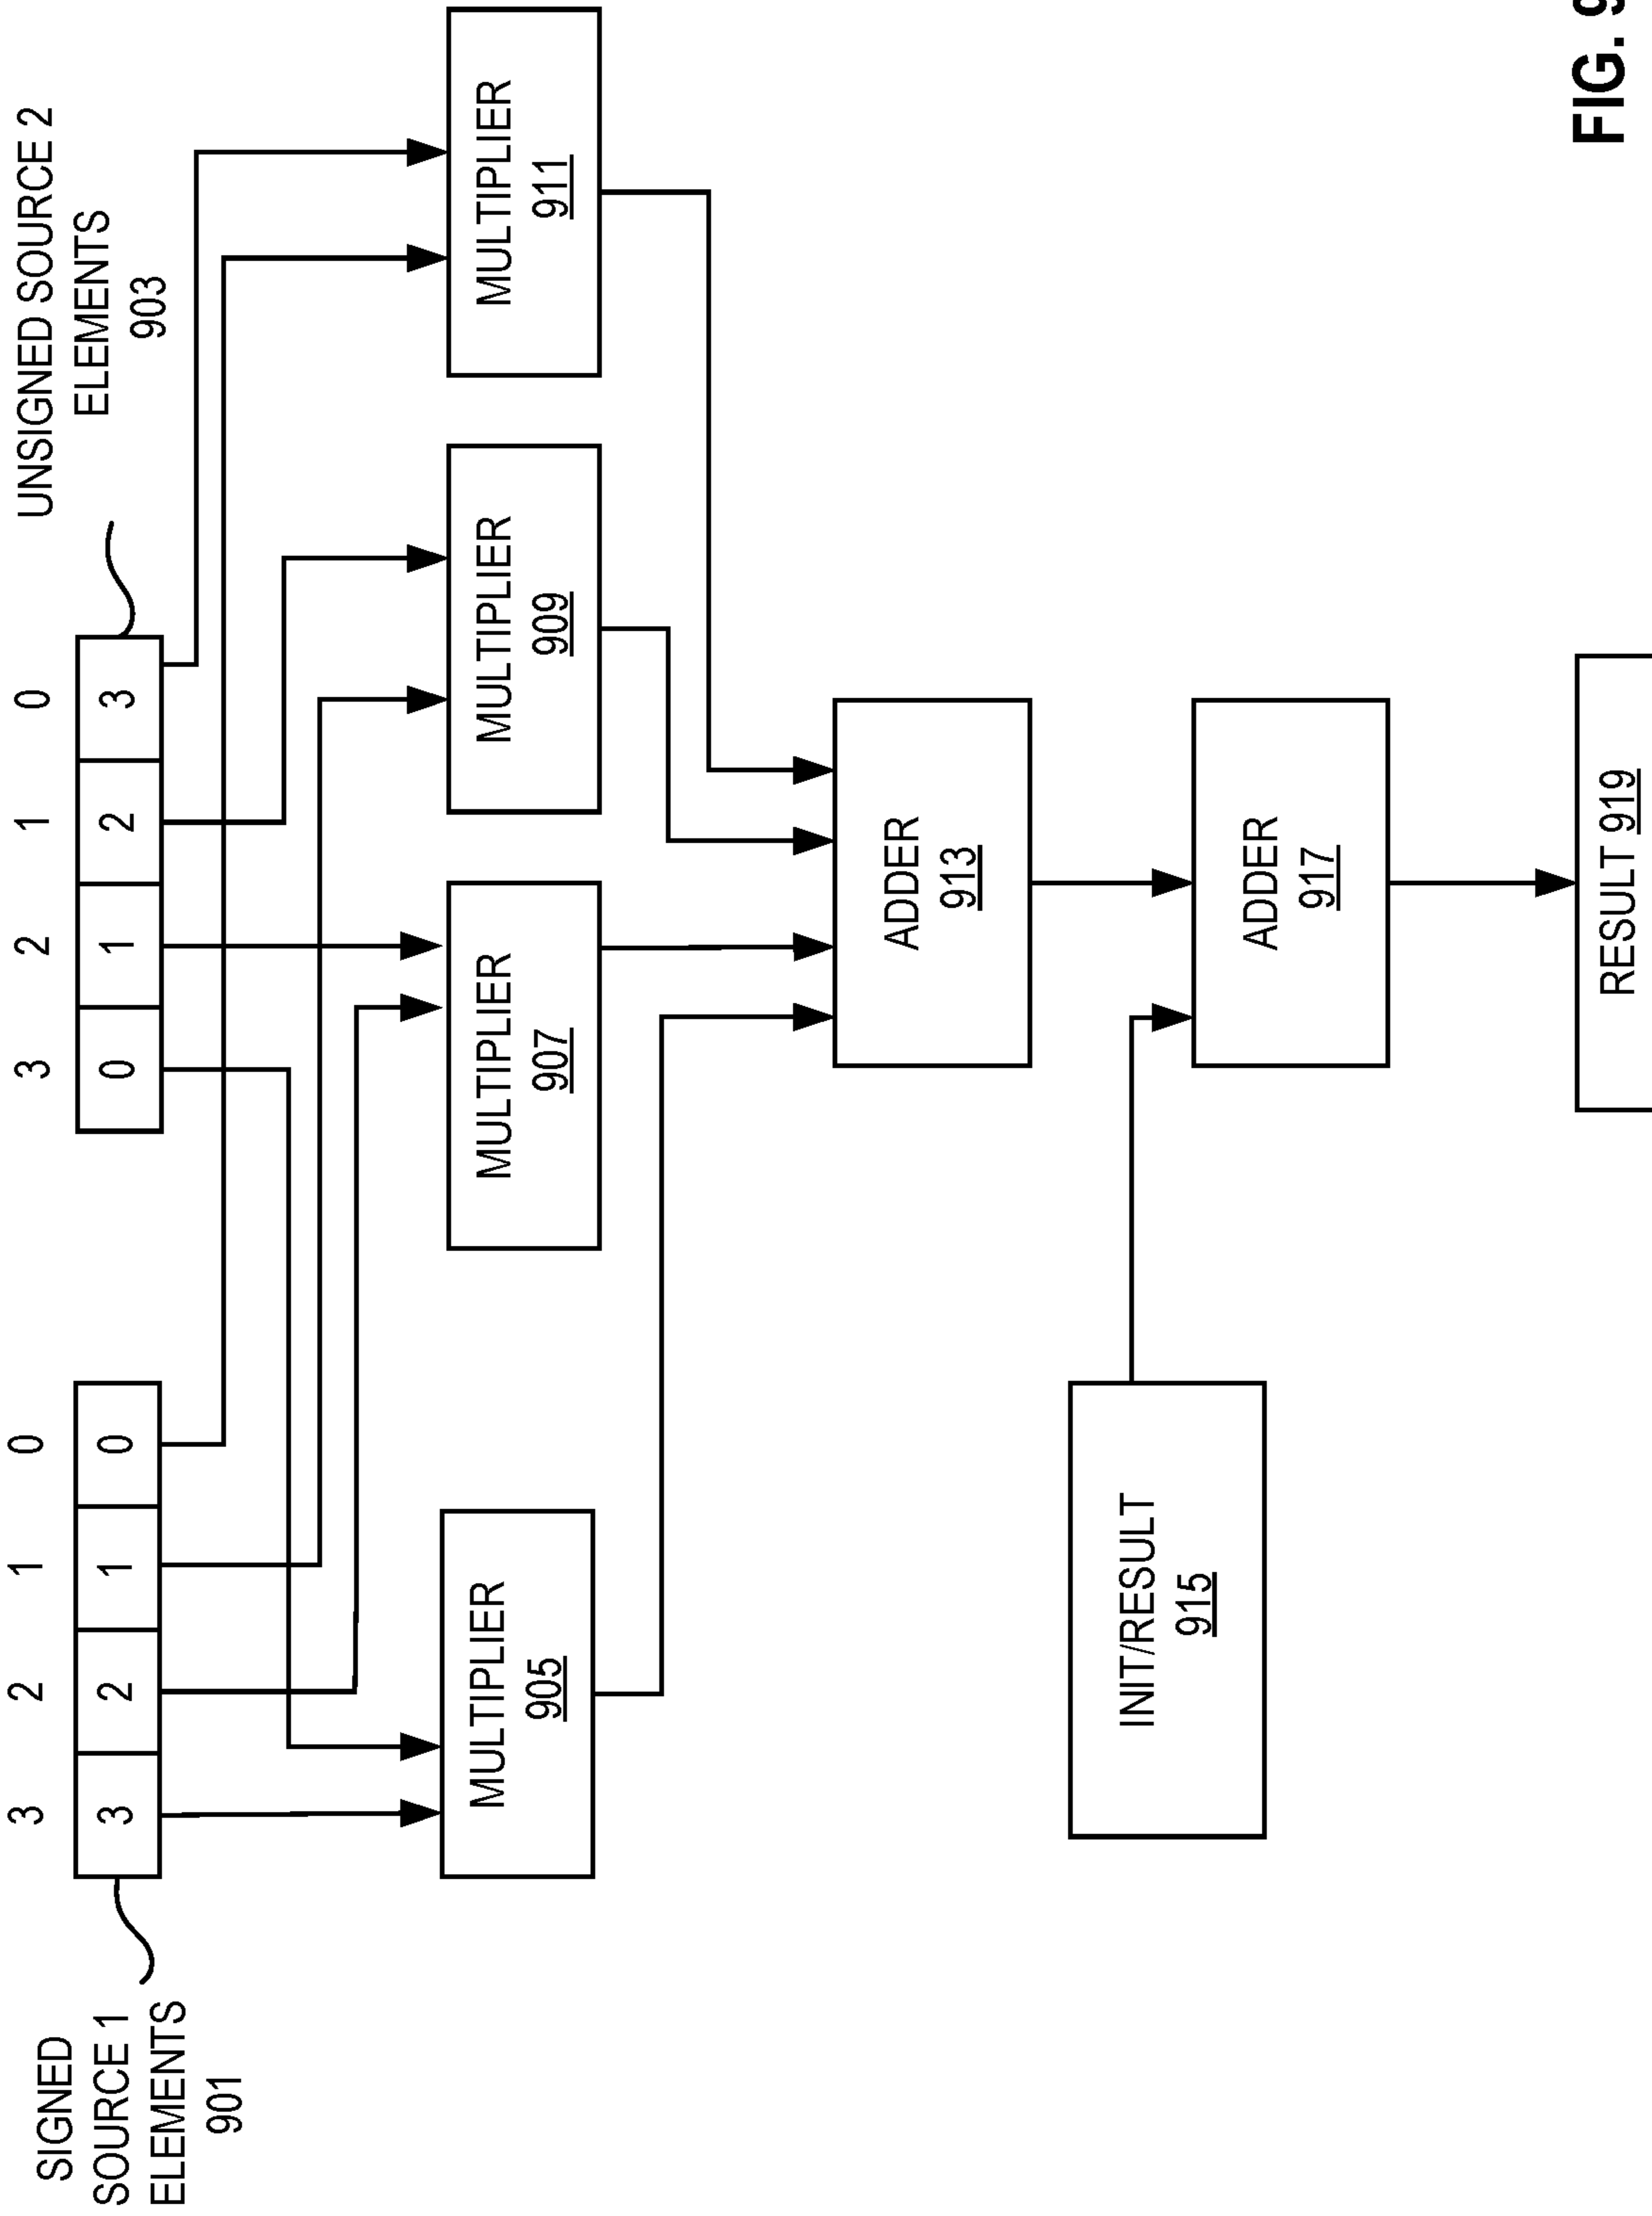 SIGNED
SOURCE 1
ELEMENTS
901
3 2 1 0
3 2 1 0
UNSIGNED SOURCE 2
ELEMENTS
903
3 2 1 0
0 1 2 3
MULTIPLIER
905
MULTIPLIER
907
MULTIPLIER
909
MULTIPLIER
911
ADDER
913
INIT/RESULT
915
ADDER
917
RESULT 919
FIG. 9